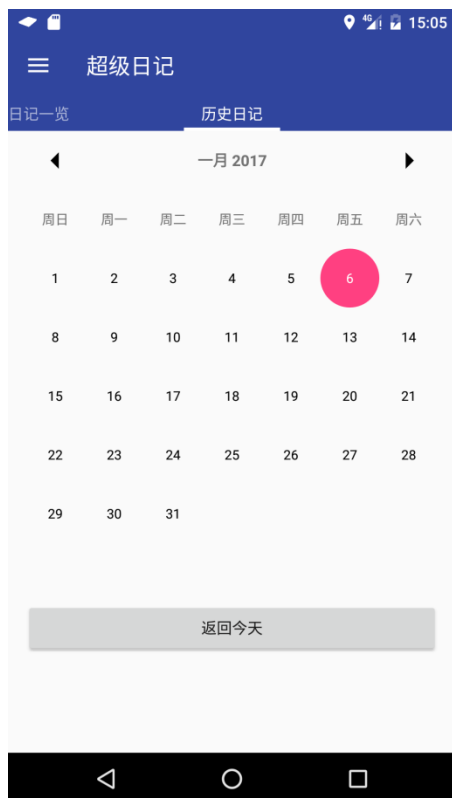 4G 15:05
超级日记
日记一览 历史日记
一月 2017
周日 周一 周二 周三 周四 周五 周六
1 2 3 4 5 6 7
8 9 10 11 12 13 14
15 16 17 18 19 20 21
22 23 24 25 26 27 28
29 30 31
返回今天